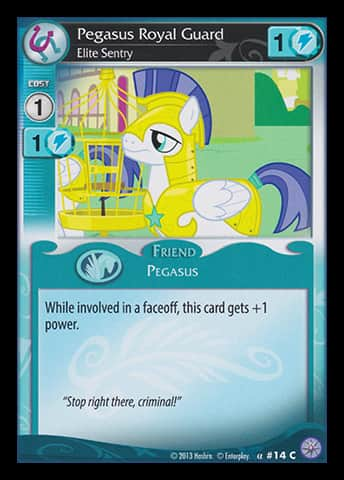 Pegasus Royal Guard
Elite Sentry
1
COST
1
1
FRIEND
PEGASUS
While involved in a faceoff, this card gets +1
power.
"Stop right there, criminal!"
© 2013 Hasbro. © Enterplay. α #14 C